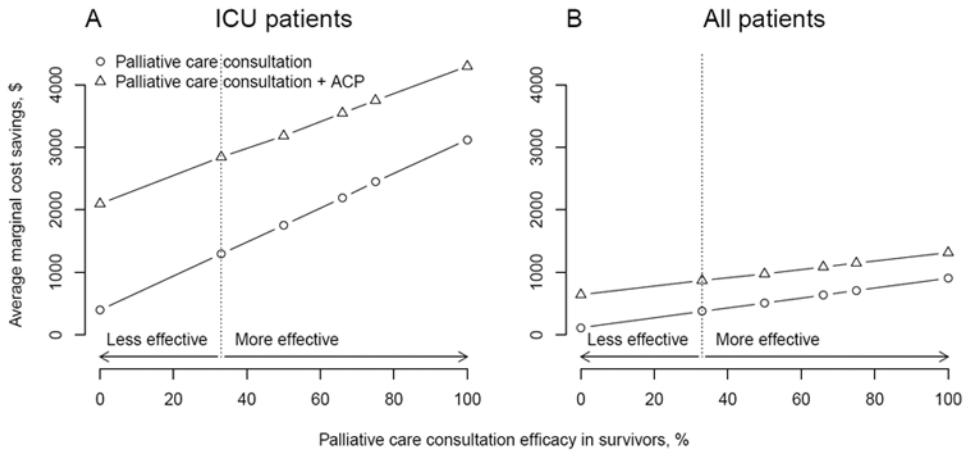 A ICU patients
Palliative care consultation
Palliative care consultation + ACP
Average marginal cost savings, $
4000
3000
2000
1000
0
Less effective More effective
0 20 40 60 80 100
B All patients
4000
3000
2000
1000
0
Less effective More effective
0 20 40 60 80 100
Palliative care consultation efficacy in survivors, %